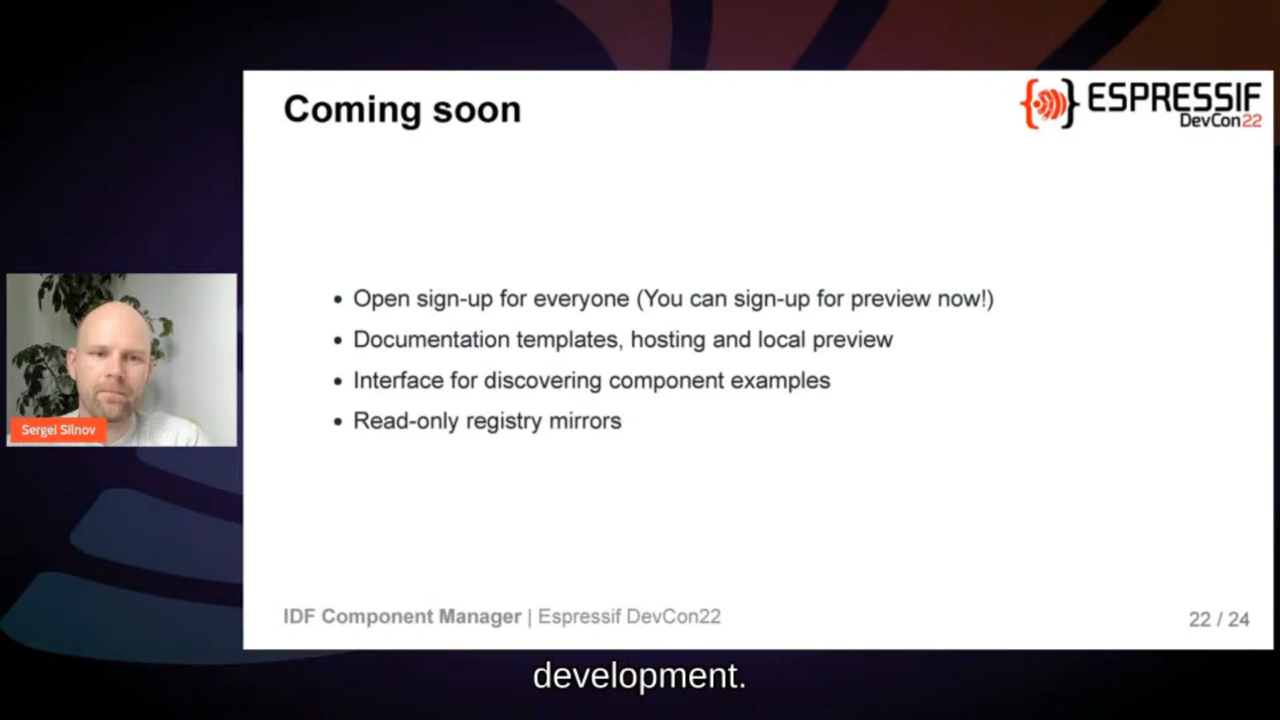 Coming soon
ESPRESSIF
DevCon22
• Open sign-up for everyone (You can sign-up for preview now!)
• Documentation templates, hosting and local preview
• Interface for discovering component examples
• Read-only registry mirrors
Sergei Silnov
IDF Component Manager | Espressif DevCon22
22 / 24
development.